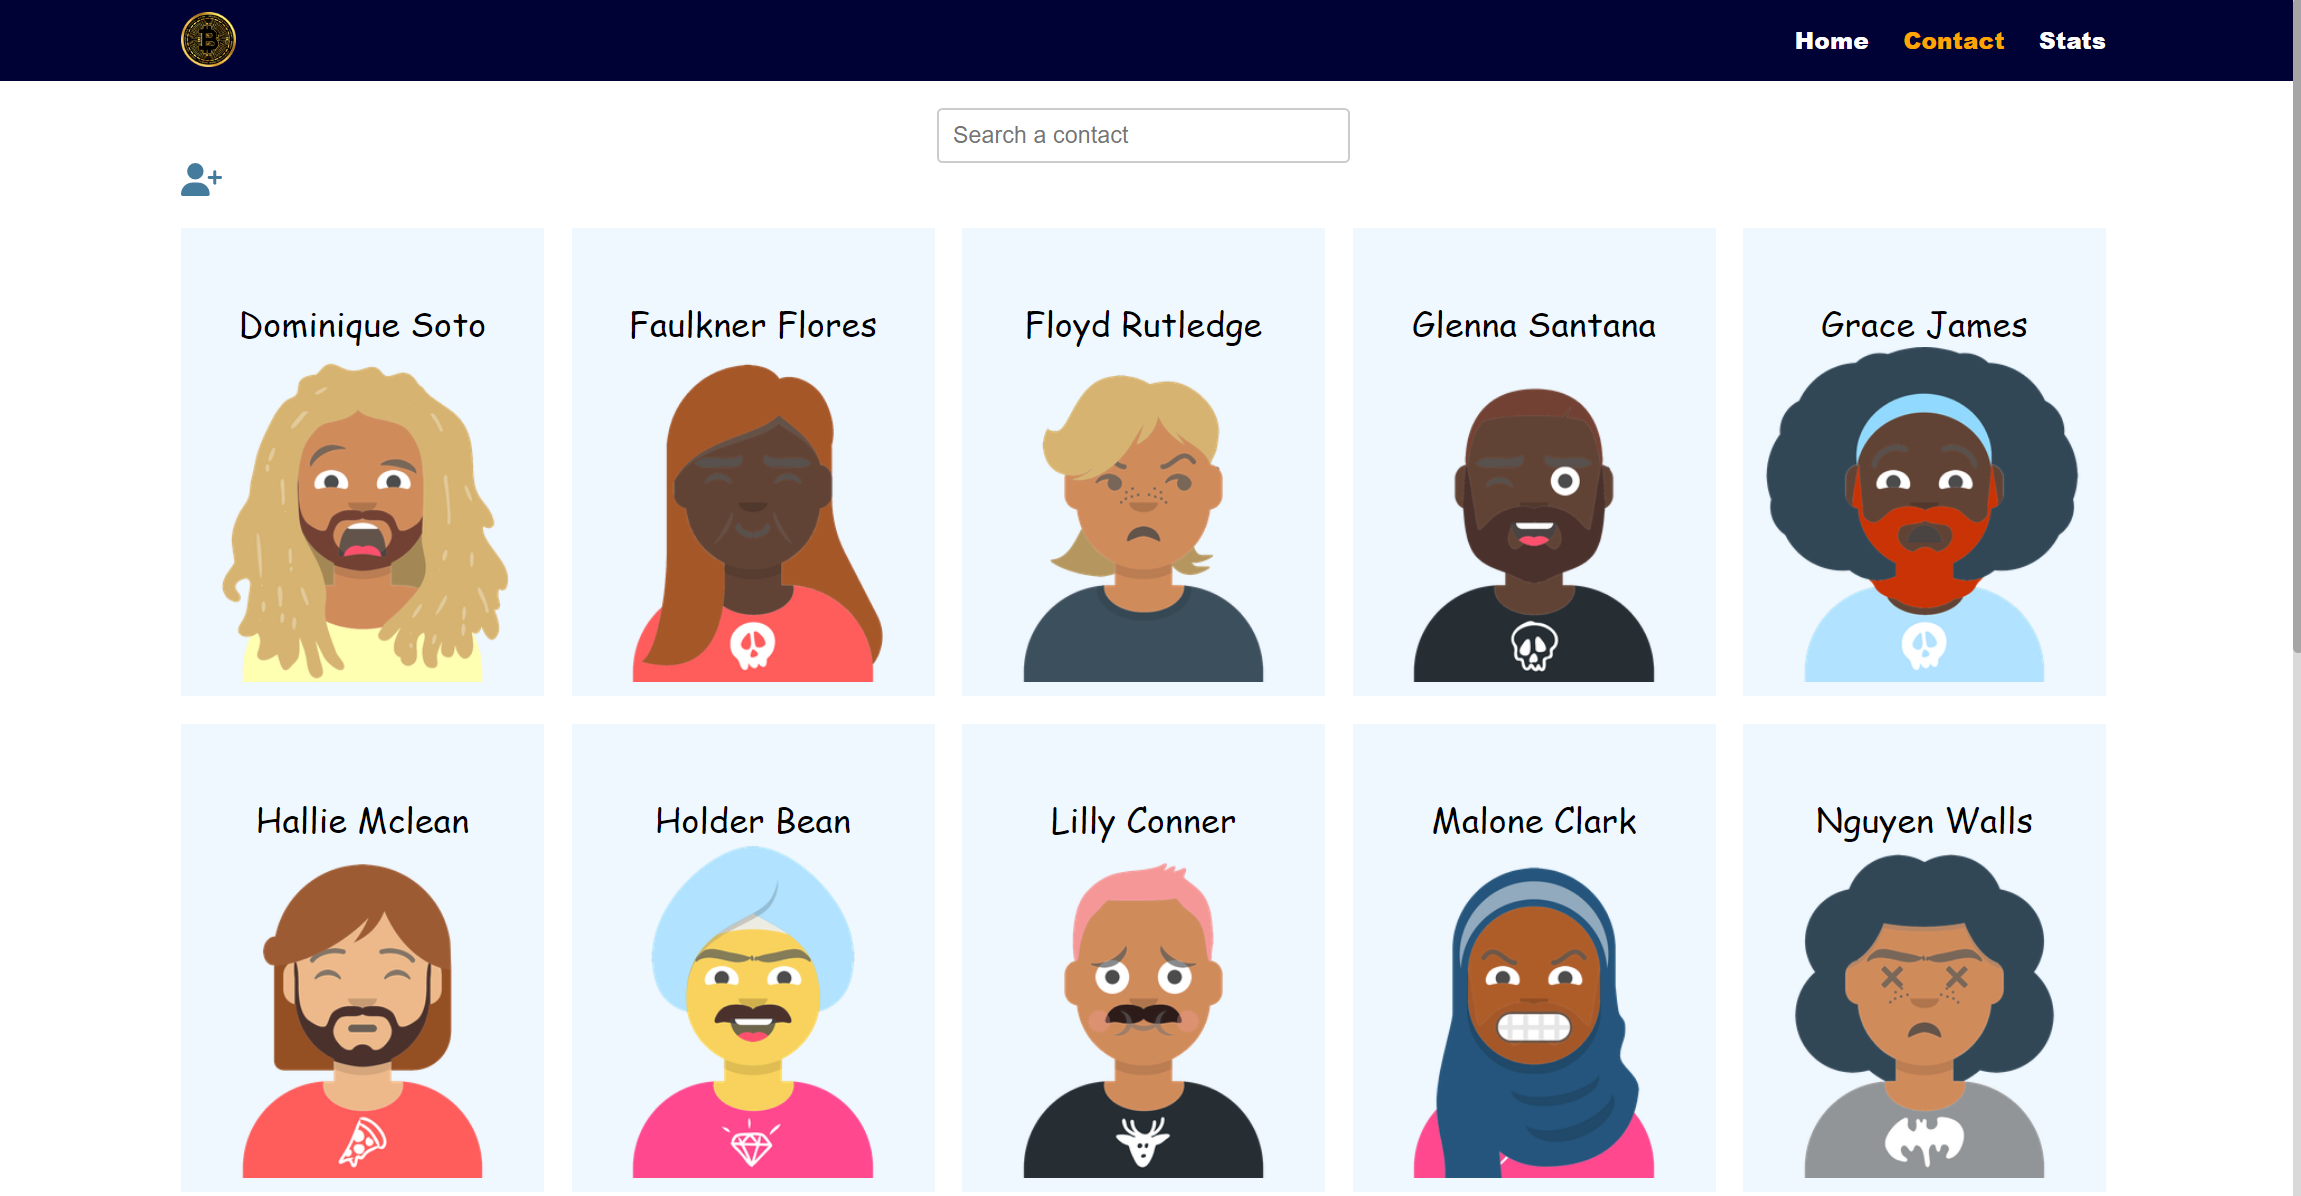 Home Contact Stats
Search a contact
Dominique Soto
Faulkner Flores
Floyd Rutledge
Glenna Santana
Grace James
Hallie Mclean
Holder Bean
Lilly Conner
Malone Clark
Nguyen Walls